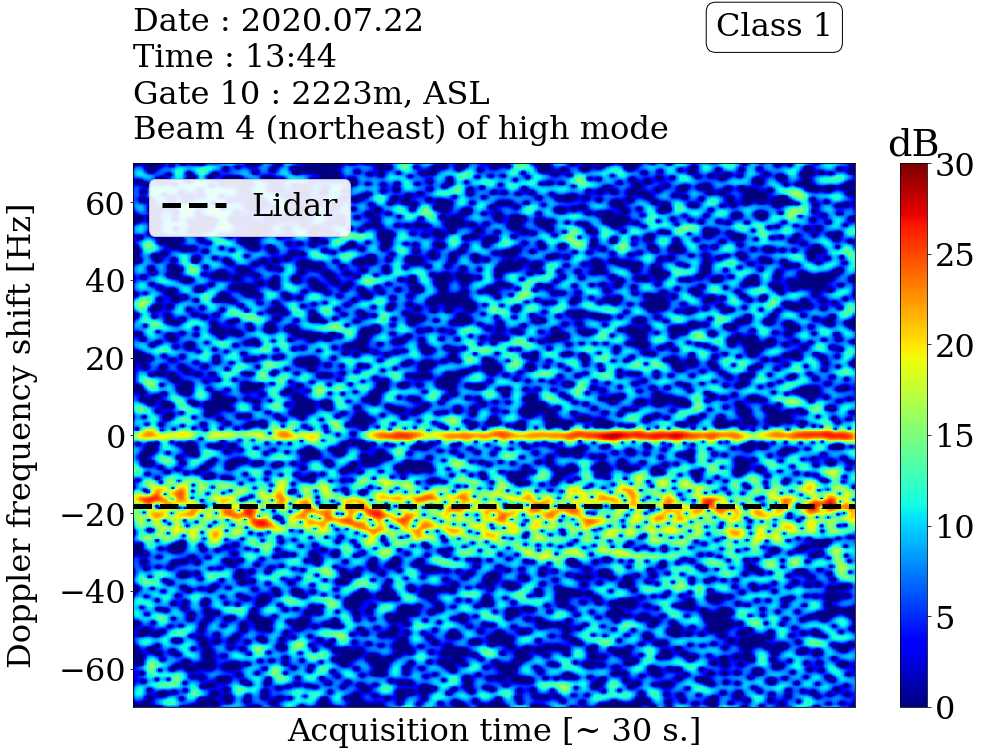 Date : 2020.07.22
Time : 13:44
Gate 10 : 2223m, ASL
Beam 4 (northeast) of high mode
Class 1
dB
Lidar
Doppler frequency shift [Hz]
60
40
20
0
−20
−40
−60
30
25
20
15
10
5
0
Acquisition time [~ 30 s.]